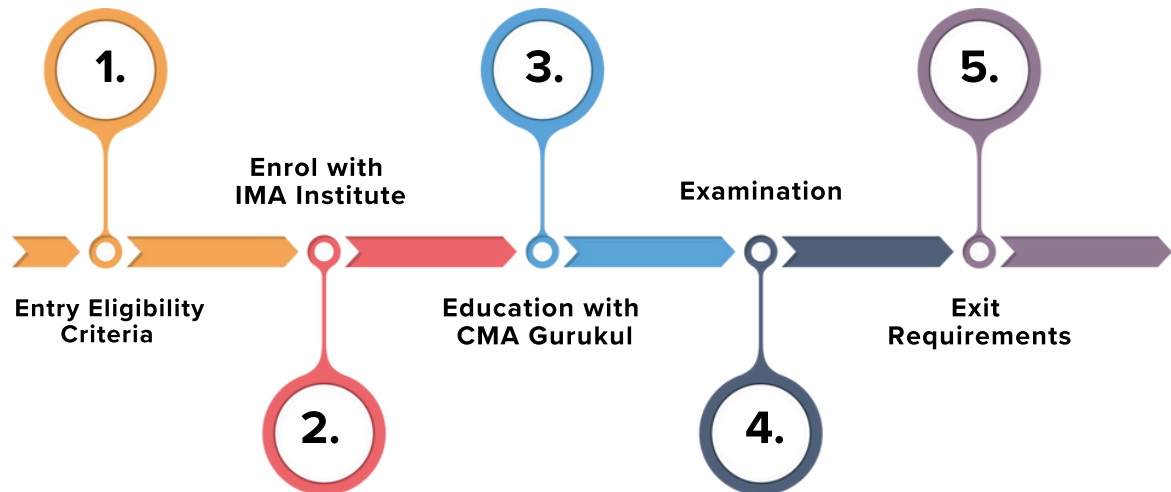 1.
Entry Eligibility
Criteria
2.
Enrol with
IMA Institute
3.
Education with
CMA Gurukul
4.
Examination
5.
Exit
Requirements